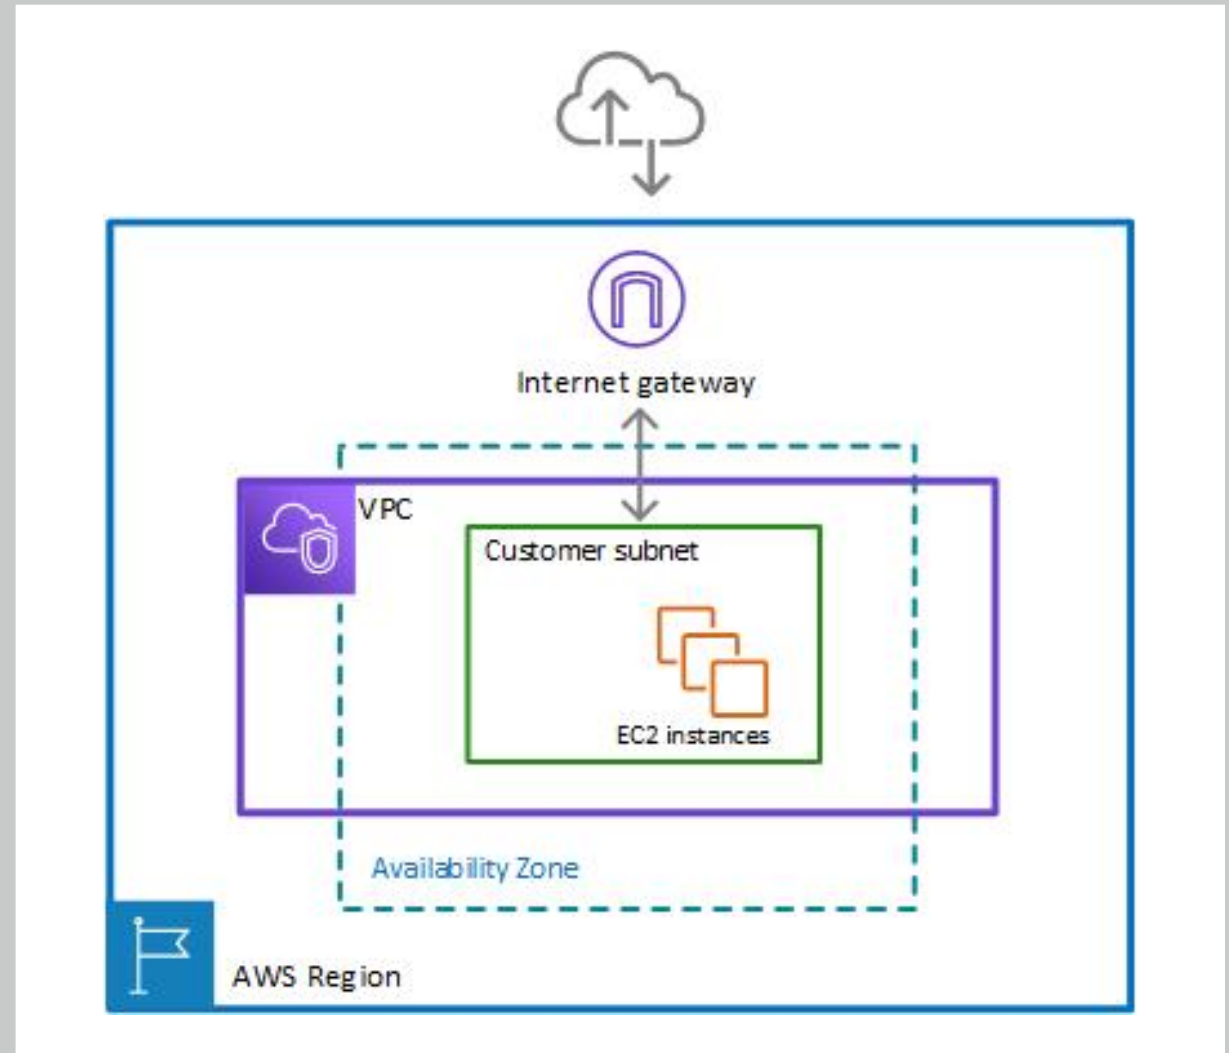 Internet gateway
VPC
Customer subnet
EC2 instances
Availability Zone
AWS Region